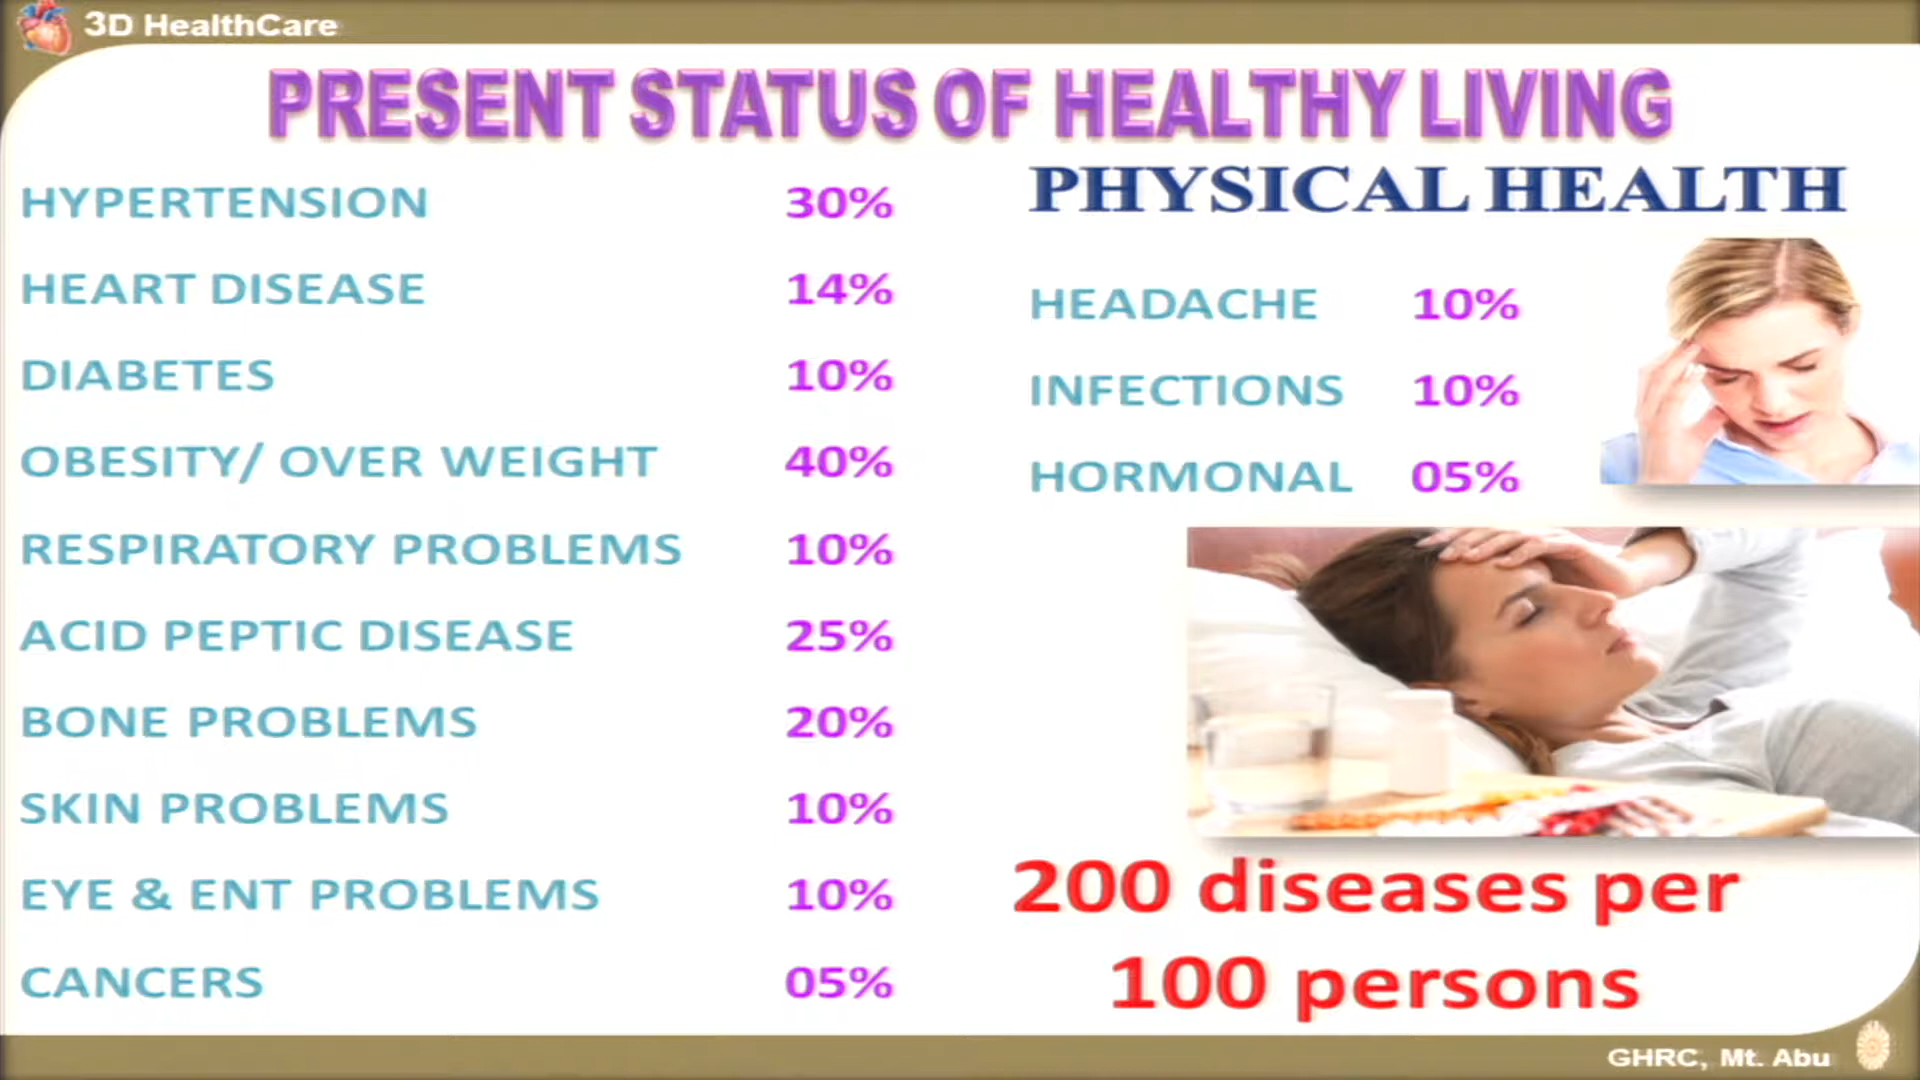 3D HealthCare
PRESENT STATUS OF HEALTHY LIVING
PHYSICAL HEALTH
HYPERTENSION 30%
HEART DISEASE 14%
DIABETES 10%
OBESITY/ OVER WEIGHT 40%
RESPIRATORY PROBLEMS 10%
ACID PEPTIC DISEASE 25%
BONE PROBLEMS 20%
SKIN PROBLEMS 10%
EYE & ENT PROBLEMS 10%
CANCERS 05%
HEADACHE 10%
INFECTIONS 10%
HORMONAL 05%
200 diseases per
100 persons
GHRC, Mt. Abu